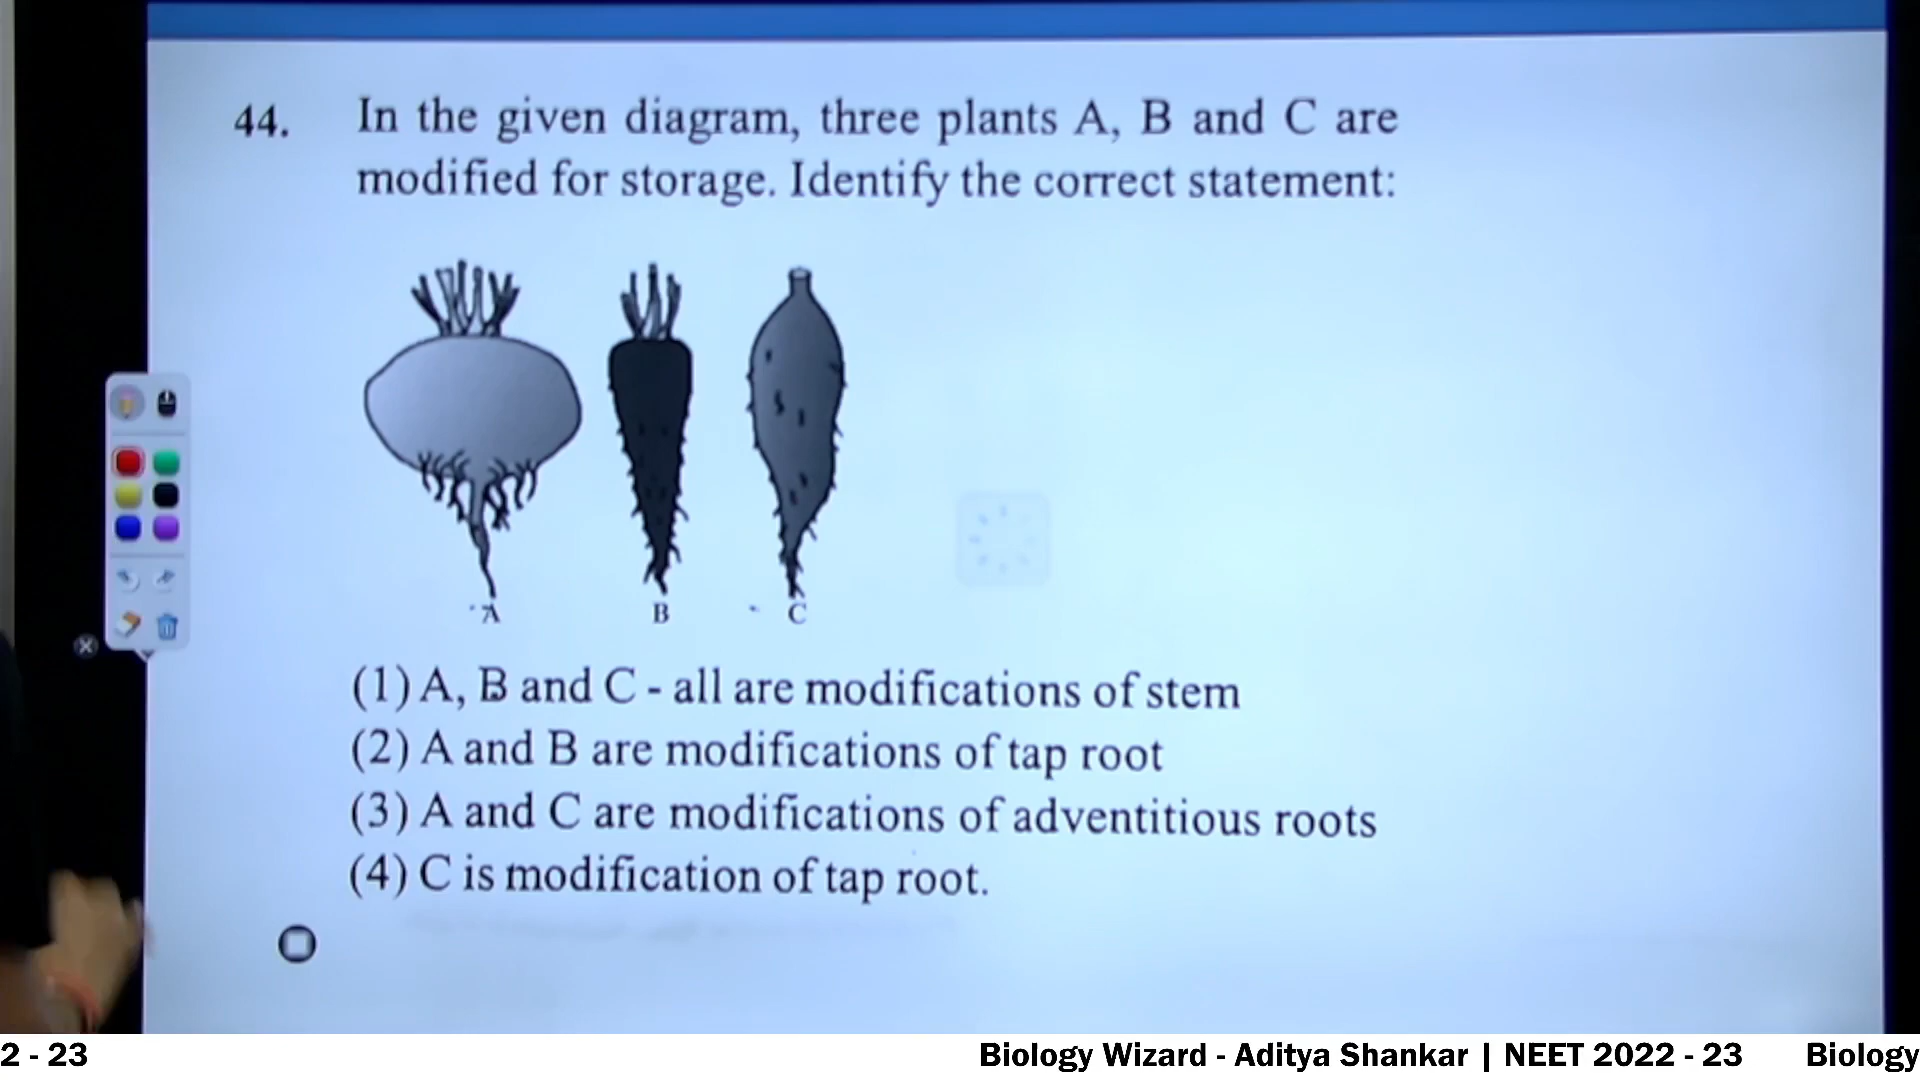 44. In the given diagram, three plants A, B and C are
modified for storage. Identify the correct statement:
A B C
(1) A, B and C - all are modifications of stem
(2) A and B are modifications of tap root
(3) A and C are modifications of adventitious roots
(4) C is modification of tap root.
2 - 23 Biology Wizard - Aditya Shankar | NEET 2022 - 23 Biology